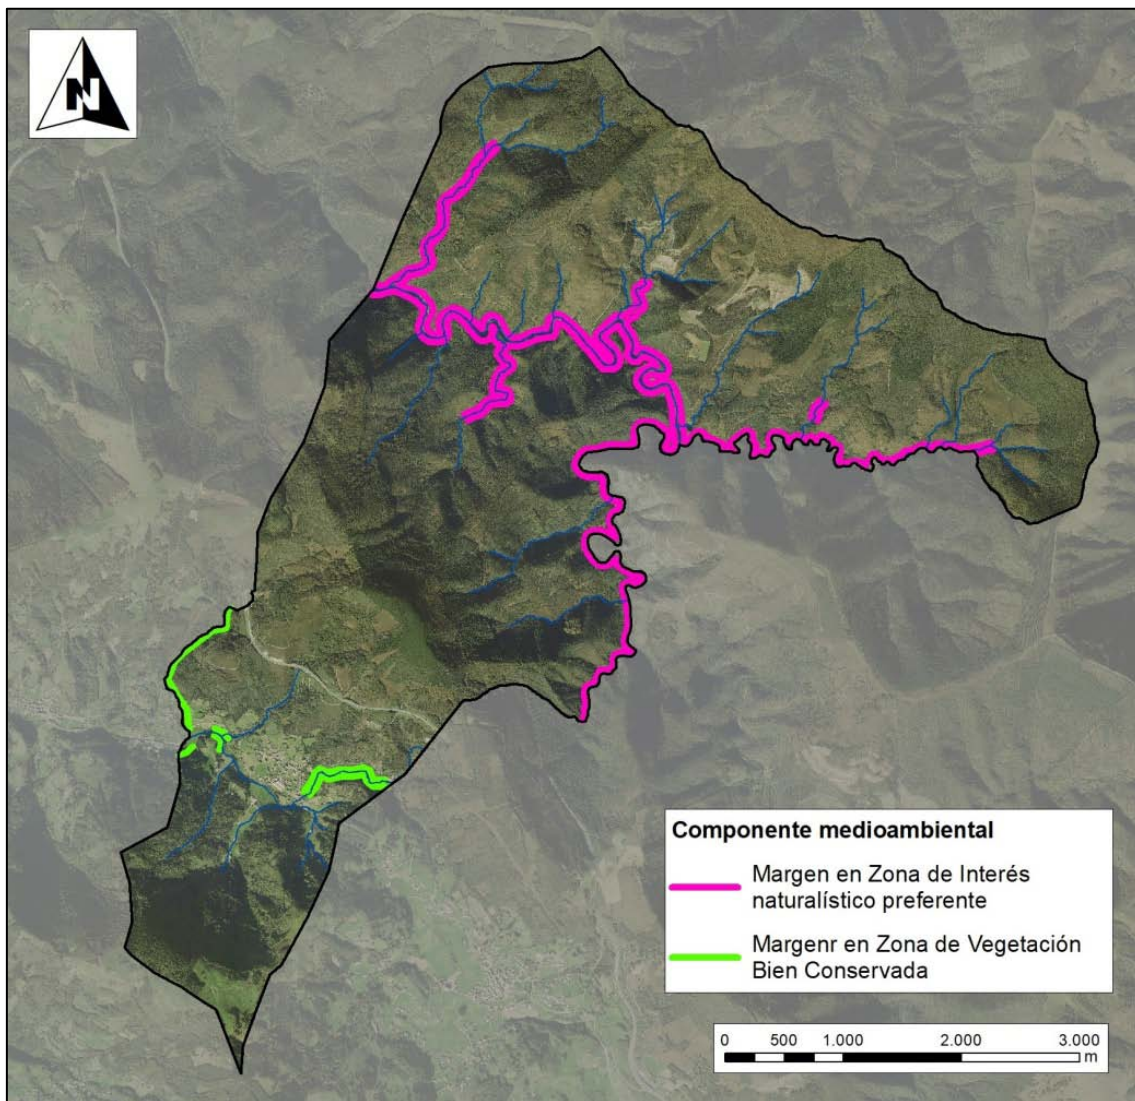 N
Componente medioambiental
Margen en Zona de Interés
naturalístico preferente
Margenr en Zona de Vegetación
Bien Conservada
0 500 1.000 2.000 3.000
m